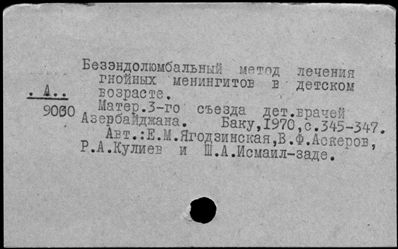 Безэндолюмбальный метод лечения
гнойных менингитов в детском
возрасте.
. А..
Матер.3-го съезда дет.врачей
9060
Азербайджана. Баку,1970,с.345-347.
Авт.:Е.М.Ягодзинская,В.Ф.Аскеров,
Р.А.Кулиев и Ш.А.Исмаил-заде.